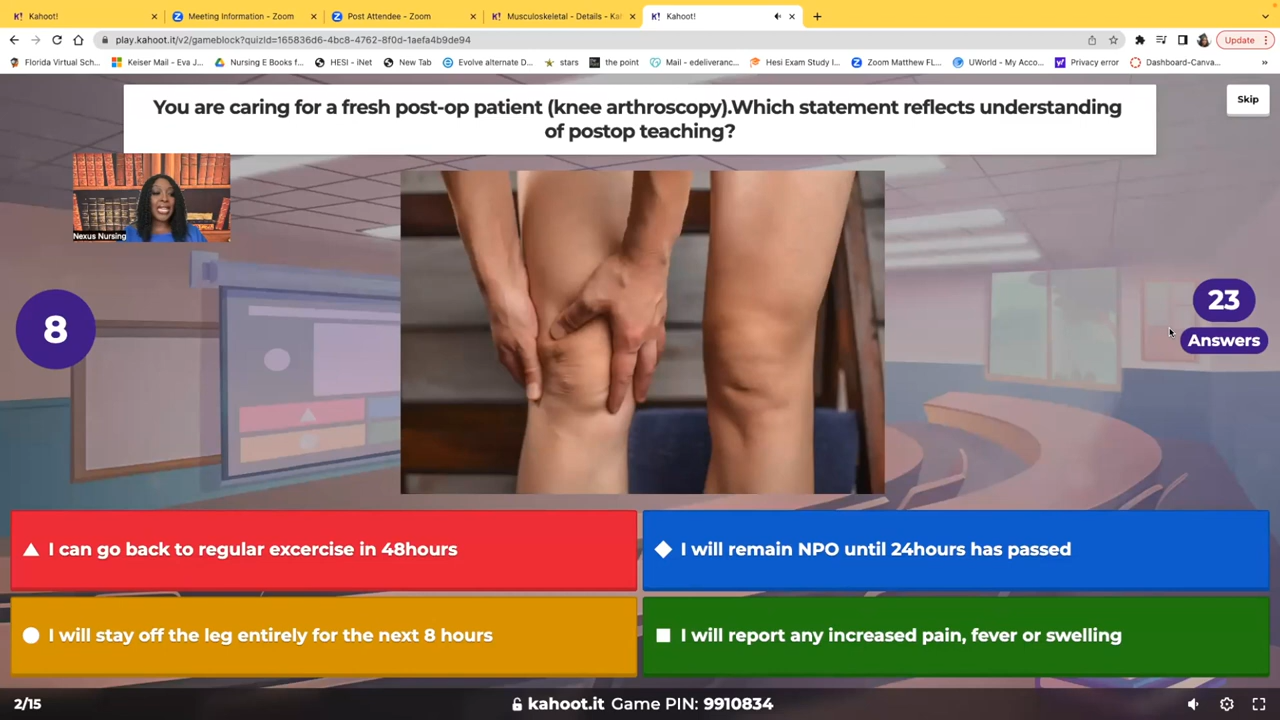 Kahoot!
Meeting Information - Zoom
Post Attendee - Zoom
Musculoskeletal - Details - Kah
Kahoot!
play.kahoot.it/v2/gameblock?quizId=165836d6-4bc8-4762-8f0d-1aefa4b9de94
Update
Florida Virtual Sch...
Keiser Mail - Eva J...
Nursing E Books f...
HESI - iNet
New Tab
Evolve alternate D...
stars
the point
Mail - edeliveranc...
Hesi Exam Study I...
Zoom Matthew FL...
UWorld - My Acco...
Privacy error
Dashboard-Canva...
»
You are caring for a fresh post-op patient (knee arthroscopy).Which statement reflects understanding
of postop teaching?
Skip
Nexus Nursing
8
23
Answers
I can go back to regular excercise in 48hours
I will remain NPO until 24hours has passed
I will stay off the leg entirely for the next 8 hours
I will report any increased pain, fever or swelling
2/15
kahoot.it Game PIN: 9910834